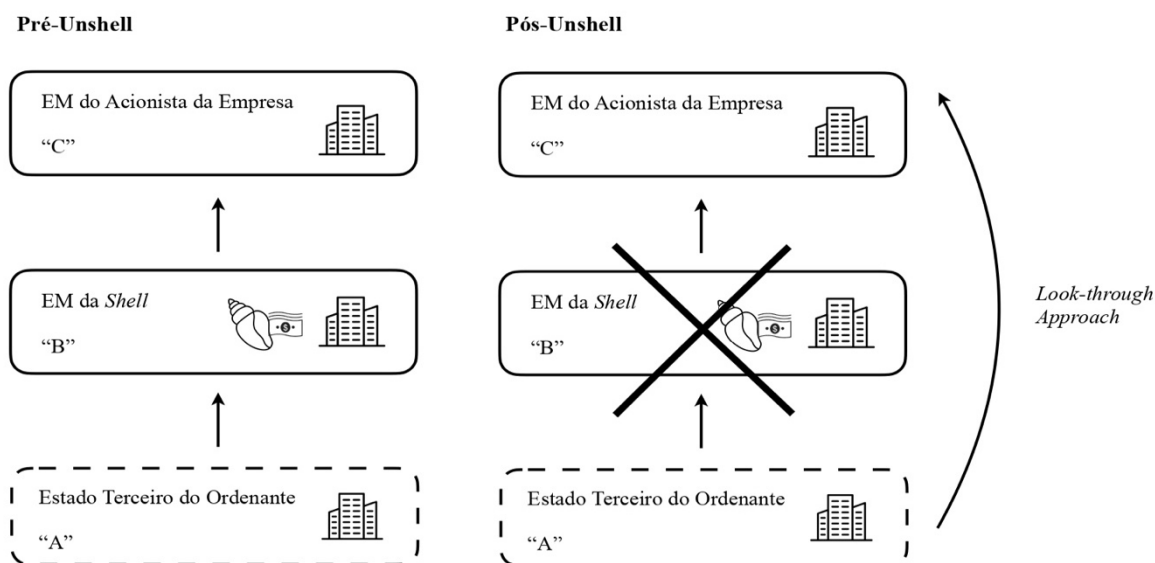 Pré-Unshell
EM do Acionista da Empresa
“C”
EM da Shell
“B”
Estado Terceiro do Ordenante
“A”
Pós-Unshell
EM do Acionista da Empresa
“C”
EM da Shell
“B”
Estado Terceiro do Ordenante
“A”
Look-through
Approach